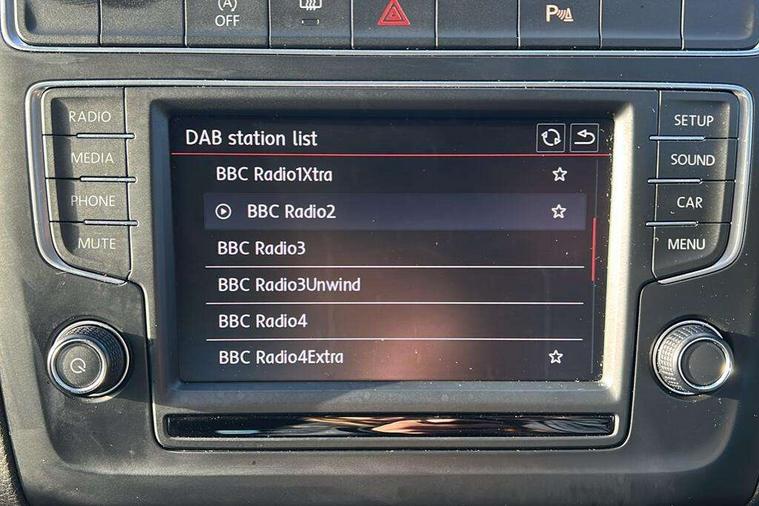 (A)
OFF
P
RADIO
MEDIA
PHONE
MUTE
DAB station list
BBC Radio1Xtra
BBC Radio2
BBC Radio3
BBC Radio3Unwind
BBC Radio4
BBC Radio4Extra
SETUP
SOUND
CAR
MENU